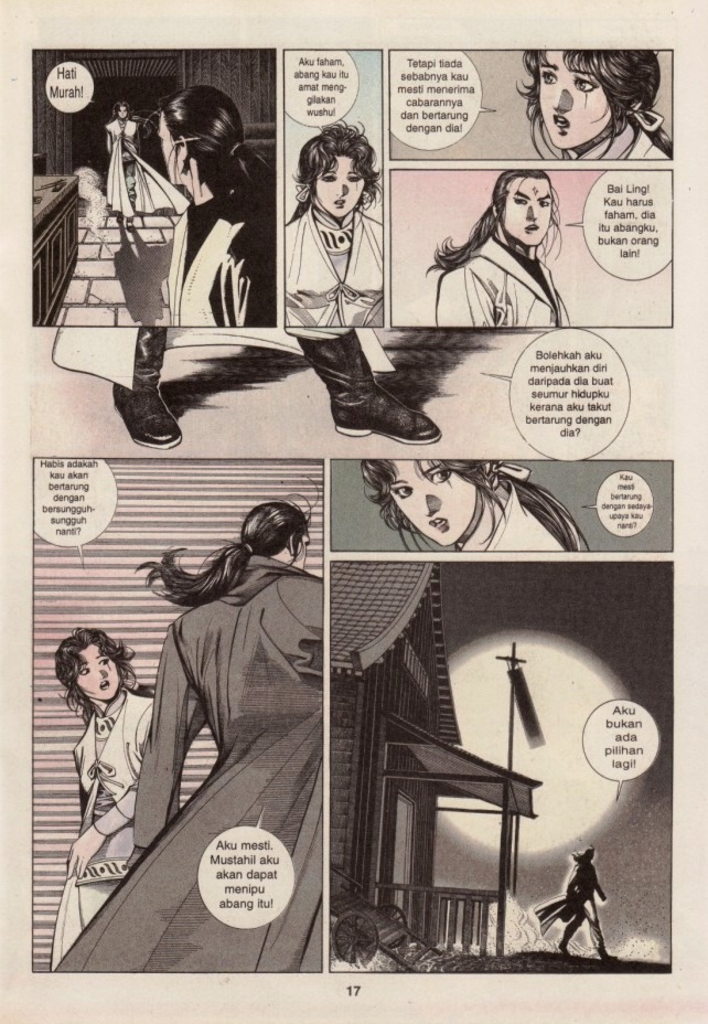 Hati
Murah!
Aku faham,
abang kau itu
amat meng-
gilakan
wushu!
Tetapi tiada
sebabnya kau
mesti menerima
cabarannya
dan bertarung
dengan dia!
Bai Ling!
Kau harus
faham, dia
itu abangku,
bukan orang
lain!
Bolehkah aku
menjauhkan diri
daripada dia buat
seumur hidupku
kerana aku takut
bertarung dengan
dia?
Habis adakah
kau akan
bertarung
dengan
bersungguh-
sungguh
nanti?
Kau
mesti
bertarung
dengan sedaya-
upaya kau
nanti?
Aku mesti.
Mustahil aku
akan dapat
menipu
abang itu!
Aku
bukan
ada
pilihan
lagi!
17